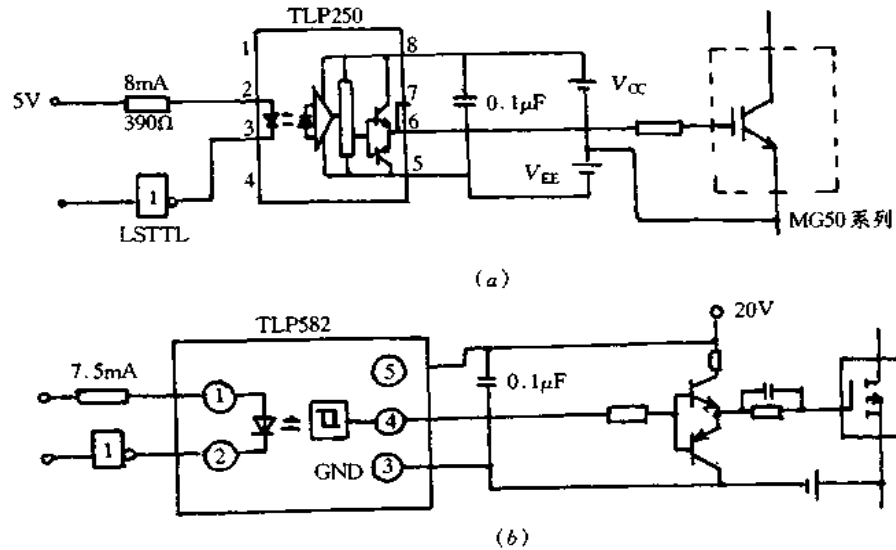 TLP250
1
8
8mA
2
7
V_CC
5V
0.1μF
390Ω
3
6
5
4
V_EE
1
LSTTL
MG50系列
(a)
TLP582
20V
5
7.5mA
0.1μF
1
4
1
2
GND
3
(b)